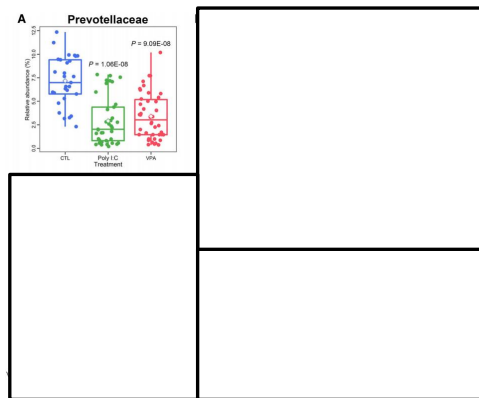 A Prevotellaceae
P = 1.06E-08
P = 9.09E-08
Relative abundance (%)
12.5
10.0
7.5
5.0
2.5
0.0
CTL
Poly I:C
VPA
Treatment